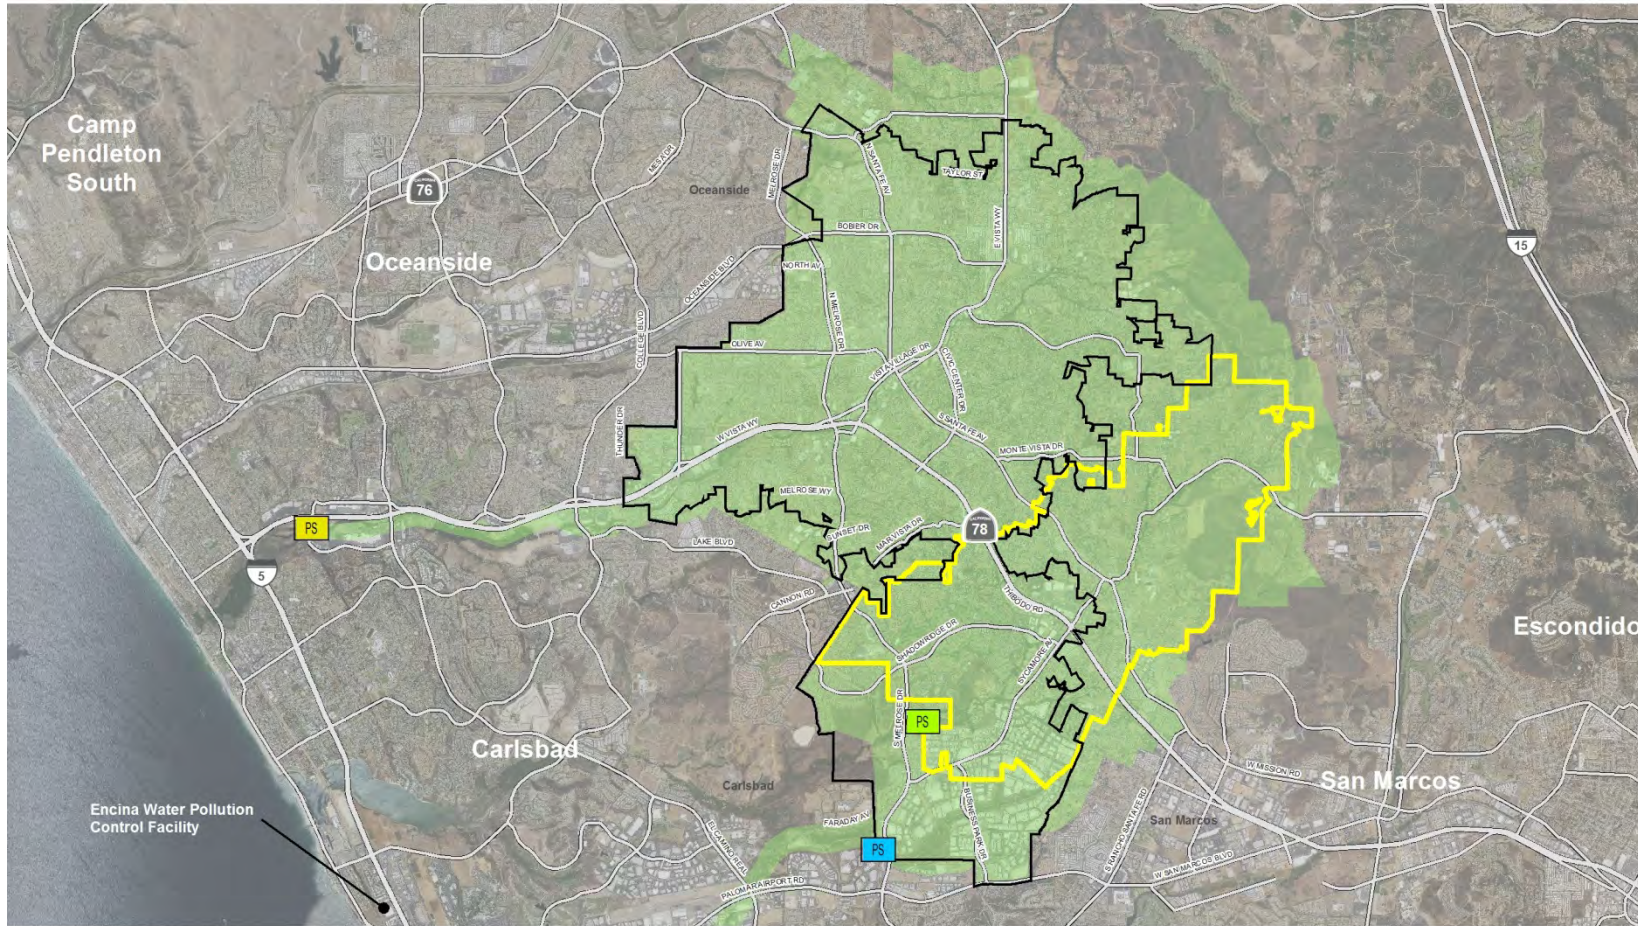 Camp
Pendleton
South
76
MESA DR
MELROSE DR
Oceanside
N SANTA FE AV
TAYLOR ST
E VISTA WY
15
BOBIER DR
Oceanside
OCEANSIDE BLVD
NORTH AV
N MELROSE DR
COLLEGE BLVD
OLIVE AV
VISTA VILLAGE DR
CIVIC CENTER DR
THUNDER DR
W VISTA WY
S SANTA FE AV
MONTE VISTA DR
MELROSE WY
PS
SUNSET DR
MAR VISTA DR
78
LAKE BLVD
5
CANNON RD
THIBODO RD
SHADOWRIDGE DR
SYCAMORE AV
Escondido
S MELROSE DR
PS
Carlsbad
Carlsbad
W MISSION RD
San Marcos
Encina Water Pollution
Control Facility
FARADAY AV
BUSINESS PARK DR
S RANCHO SANTA FE RD
San Marcos
EL CAMINO REAL
PS
W SAN MARCOS BLVD
PALOMAR AIRPORT RD